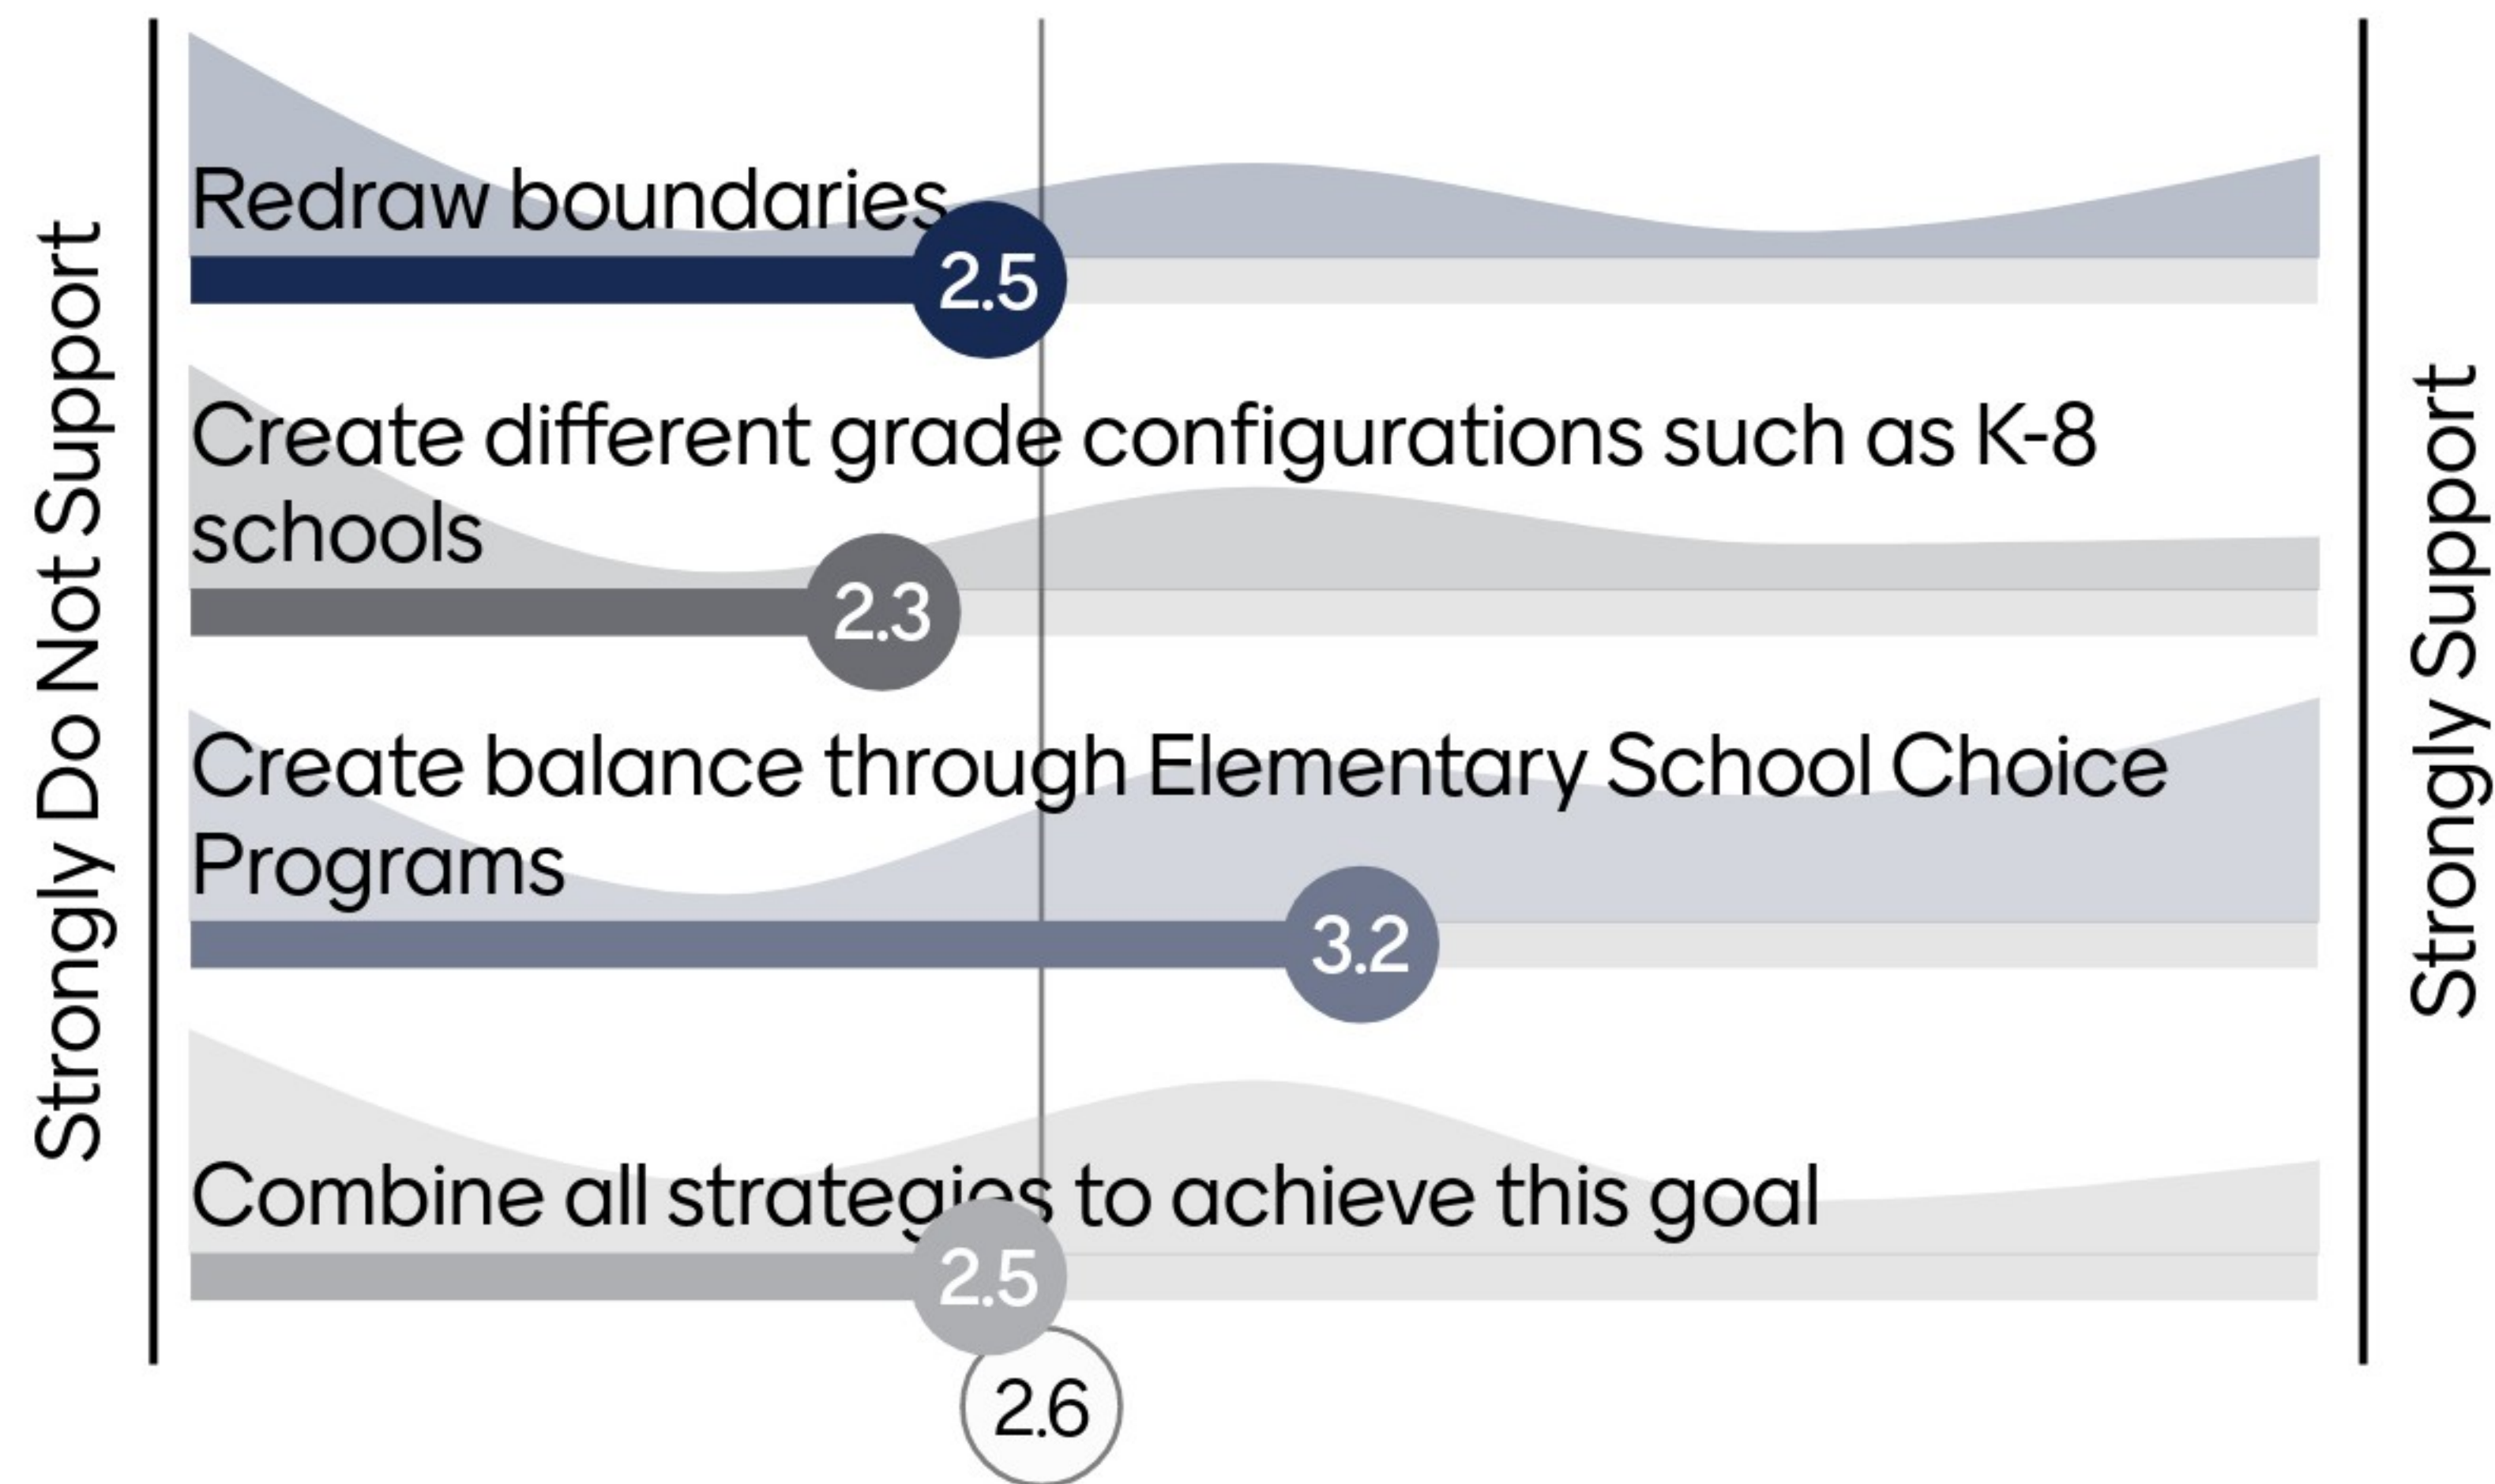 Strongly Do Not Support
Redraw boundaries
2.5
Create different grade configurations such as K-8
schools
2.3
Create balance through Elementary School Choice
Programs
3.2
Combine all strategies to achieve this goal
2.5
2.6
Strongly Support